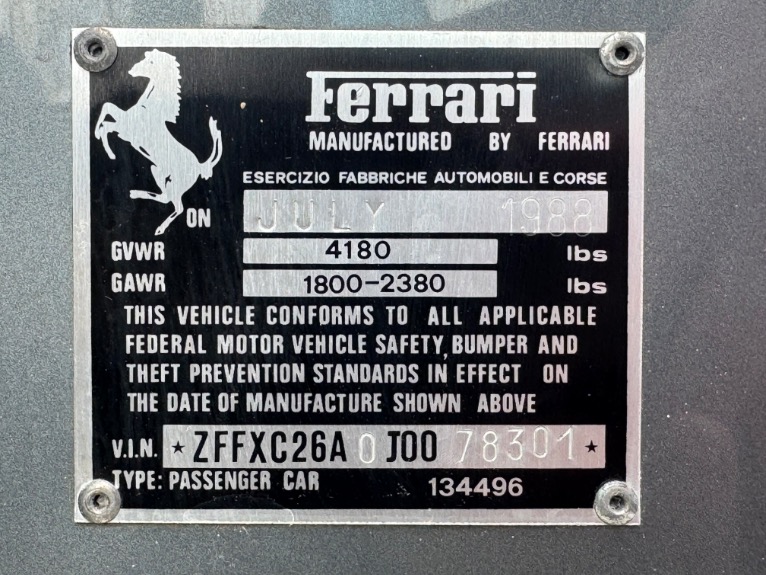 Ferrari
MANUFACTURED BY FERRARI
ESERCIZIO FABBRICHE AUTOMOBILI E CORSE
ON JULY 1988
GVWR 4180 lbs
GAWR 1800-2380 lbs
THIS VEHICLE CONFORMS TO ALL APPLICABLE
FEDERAL MOTOR VEHICLE SAFETY, BUMPER AND
THEFT PREVENTION STANDARDS IN EFFECT ON
THE DATE OF MANUFACTURE SHOWN ABOVE
V.I.N. ★ZFFXC26A0J0078301★
TYPE: PASSENGER CAR 134496